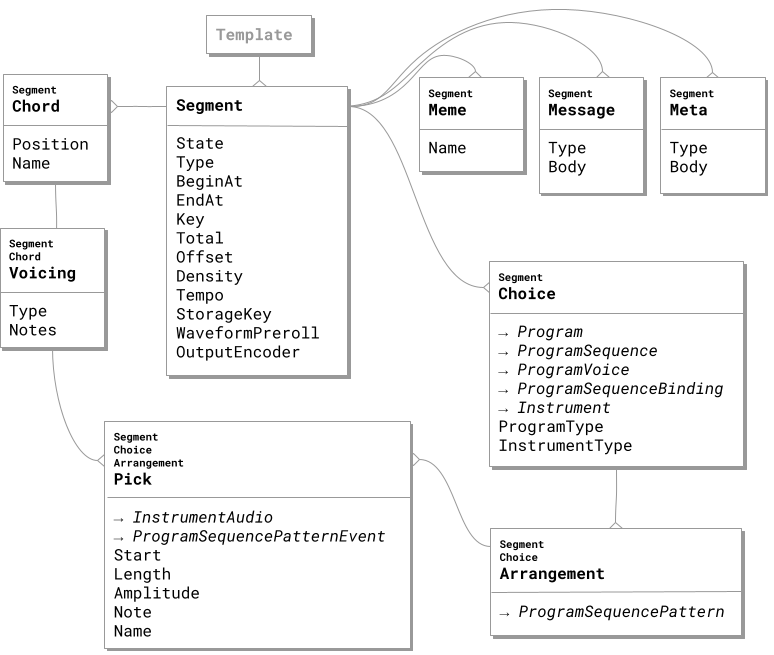 Template
Segment
Chord
Position
Name
Segment
State
Type
BeginAt
EndAt
Key
Total
Offset
Density
Tempo
StorageKey
WaveformPreroll
OutputEncoder
Segment
Meme
Name
Segment
Message
Type
Body
Segment
Meta
Type
Body
Segment
Chord
Voicing
Type
Notes
Segment
Choice
→ Program
→ ProgramSequence
→ ProgramVoice
→ ProgramSequenceBinding
→ Instrument
ProgramType
InstrumentType
Segment
Choice
Arrangement
Pick
→ InstrumentAudio
→ ProgramSequencePatternEvent
Start
Length
Amplitude
Note
Name
Segment
Choice
Arrangement
→ ProgramSequencePattern